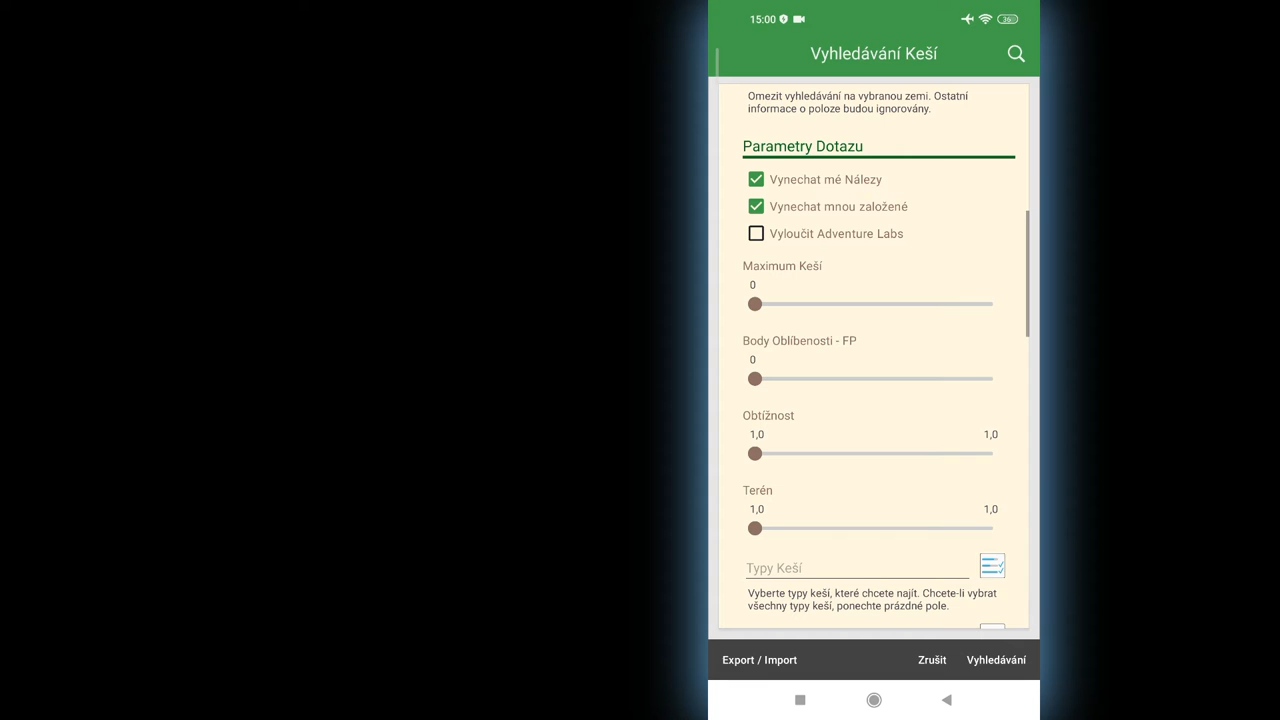 15:00
36
Vyhledávání Keší
Omezit vyhledávání na vybranou zemi. Ostatní
informace o poloze budou ignorovány.
Parametry Dotazu
Vynechat mé Nálezy
Vynechat mnou založené
Vyloučit Adventure Labs
Maximum Keší
0
Body Oblíbenosti - FP
0
Obtížnost
1,0 1,0
Terén
1,0 1,0
Typy Keší
Vyberte typy keší, které chcete najít. Chcete-li vybrat
všechny typy keší, ponechte prázdné pole.
Export / Import Zrušit Vyhledávání